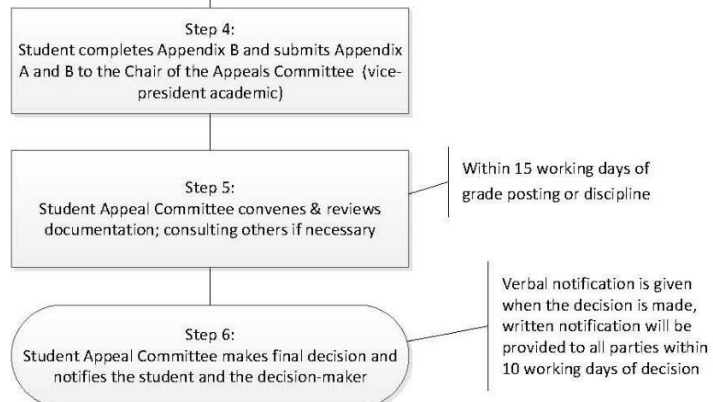 Step 4:
Student completes Appendix B and submits Appendix
A and B to the Chair of the Appeals Committee (vice-
president academic)
Step 5:
Student Appeal Committee convenes & reviews
documentation; consulting others if necessary
Within 15 working days of
grade posting or discipline
Step 6:
Student Appeal Committee makes final decision and
notifies the student and the decision-maker
Verbal notification is given
when the decision is made,
written notification will be
provided to all parties within
10 working days of decision